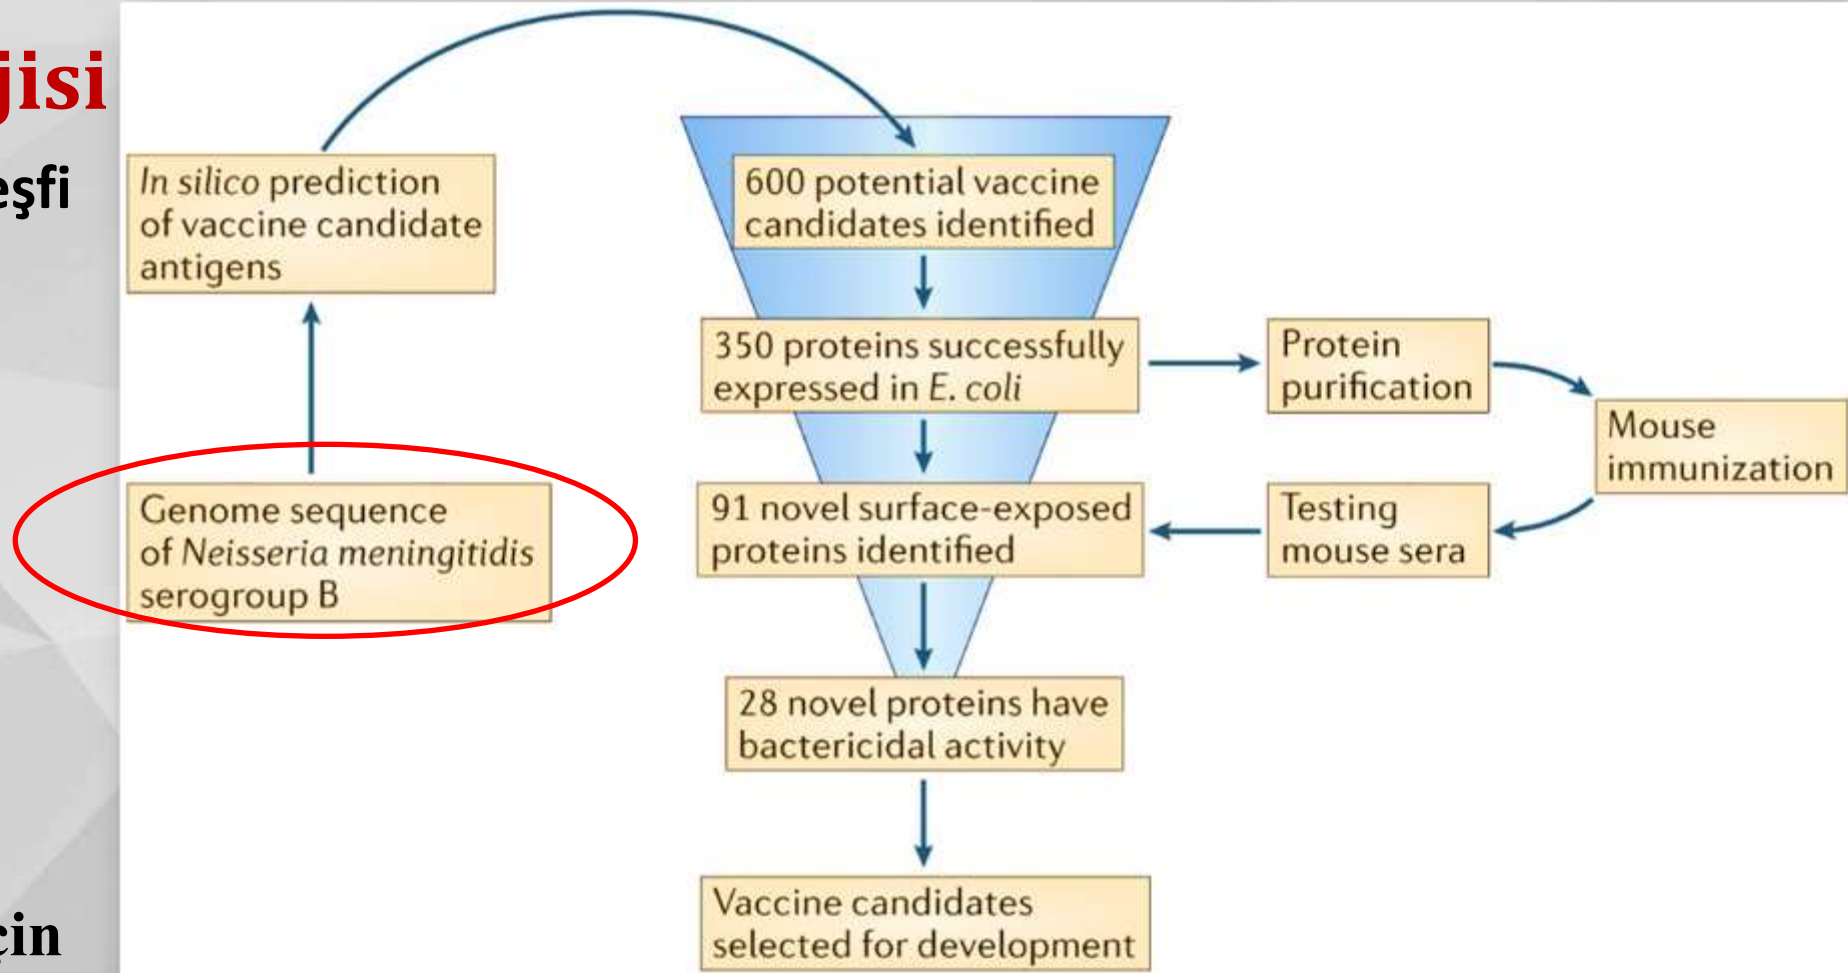 jisi
eşfi
çin
In silico prediction
of vaccine candidate
antigens
Genome sequence
of Neisseria meningitidis
serogroup B
600 potential vaccine
candidates identified
350 proteins successfully
expressed in E. coli
Protein
purification
Mouse
immunization
Testing
mouse sera
91 novel surface-exposed
proteins identified
28 novel proteins have
bactericidal activity
Vaccine candidates
selected for development